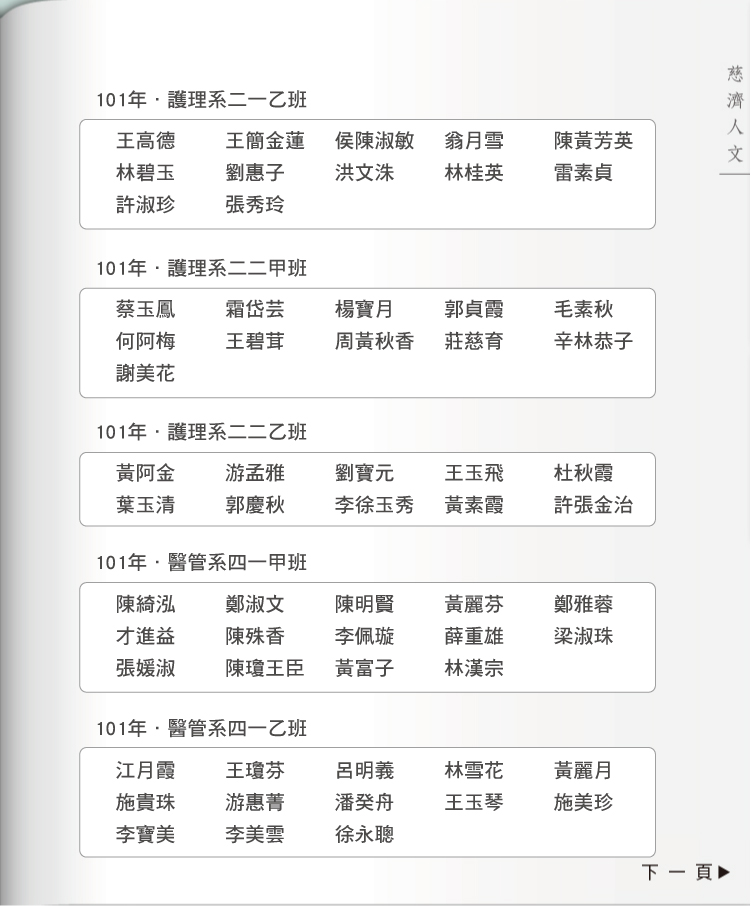 慈濟人文
101年．護理系二一乙班
王高德 王簡金蓮 侯陳淑敏 翁月雪 陳黃芳英
林碧玉 劉惠子 洪文洙 林桂英 雷素貞
許淑珍 張秀玲
101年．護理系二二甲班
蔡玉鳳 霜岱芸 楊寶月 郭貞霞 毛素秋
何阿梅 王碧茸 周黃秋香 莊慈育 辛林恭子
謝美花
101年．護理系二二乙班
黃阿金 游孟雅 劉寶元 王玉飛 杜秋霞
葉玉清 郭慶秋 李徐玉秀 黃素霞 許張金治
101年．醫管系四一甲班
陳綺泓 鄭淑文 陳明賢 黃麗芬 鄭雅蓉
才進益 陳殊香 李佩璇 薛重雄 梁淑珠
張媛淑 陳瓊王臣 黃富子 林漢宗
101年．醫管系四一乙班
江月霞 王瓊芬 呂明義 林雪花 黃麗月
施貴珠 游惠菁 潘癸舟 王玉琴 施美珍
李寶美 李美雲 徐永聰
下一頁▶